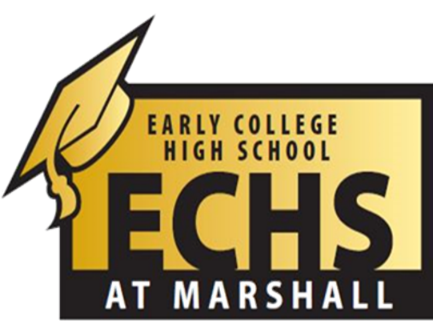 EARLY COLLEGE
HIGH SCHOOL
ECHS
AT MARSHALL